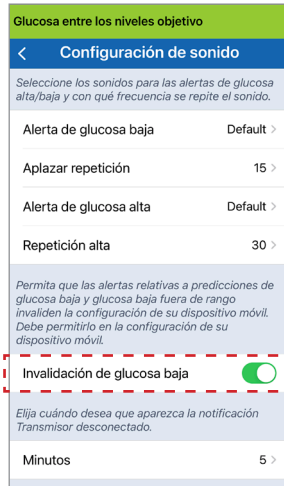 Glucosa entre los niveles objetivo
Configuración de sonido
Seleccione los sonidos para las alertas de glucosa
alta/baja y con qué frecuencia se repite el sonido.
Alerta de glucosa baja Default
Aplazar repetición 15
Alerta de glucosa alta Default
Repetición alta 30
Permita que las alertas relativas a predicciones de
glucosa baja y glucosa baja fuera de rango
invaliden la configuración de su dispositivo móvil.
Debe permitirlo en la configuración de su
dispositivo móvil.
Invalidación de glucosa baja
Elija cuándo desea que aparezca la notificación
Transmisor desconectado.
Minutos 5